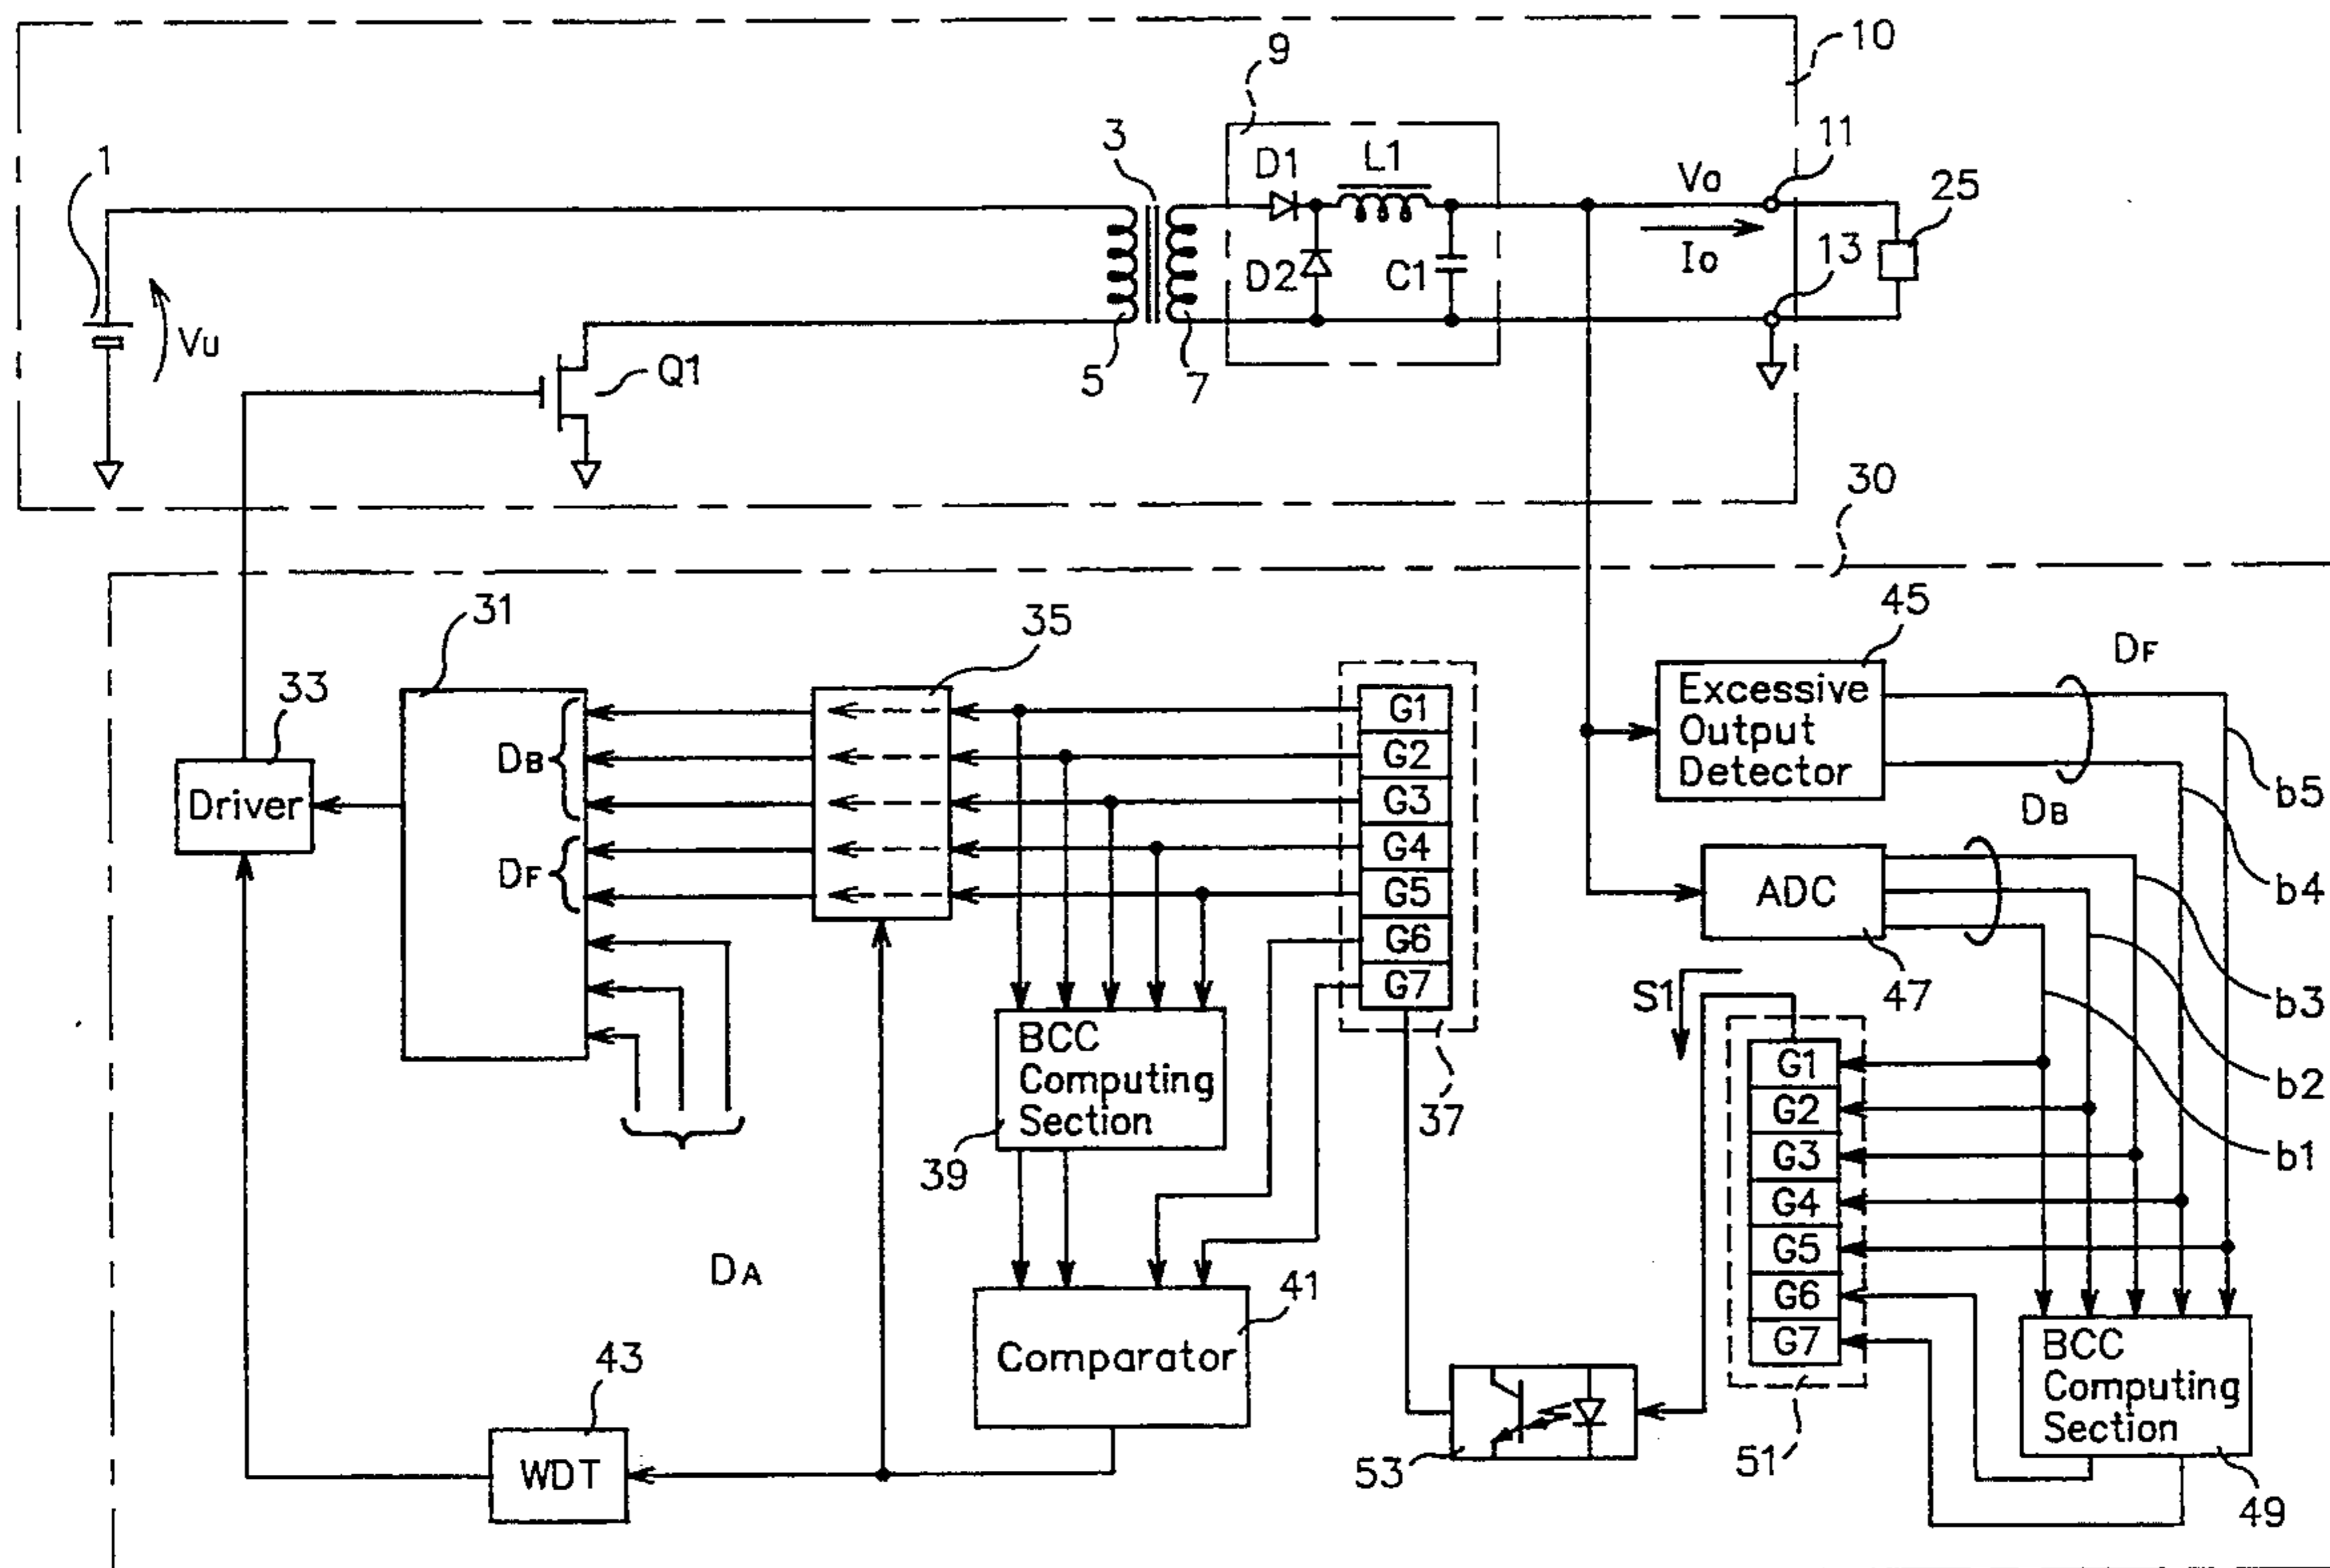 10
9
1
3
D1
L1
Vo
11
25
D2
C1
Io
13
Vu
Q1
5
7
30
31
35
45
DF
33
Excessive
Output
Detector
G1
G2
G3
G4
G5
G6
G7
DB
DF
Driver
b5
DB
b4
ADC
47
b3
S1
b2
b1
BCC
Computing
Section
37
39
G1
G2
G3
G4
G5
G6
G7
DA
41
Comparator
BCC
Computing
Section
43
WDT
53
51
49